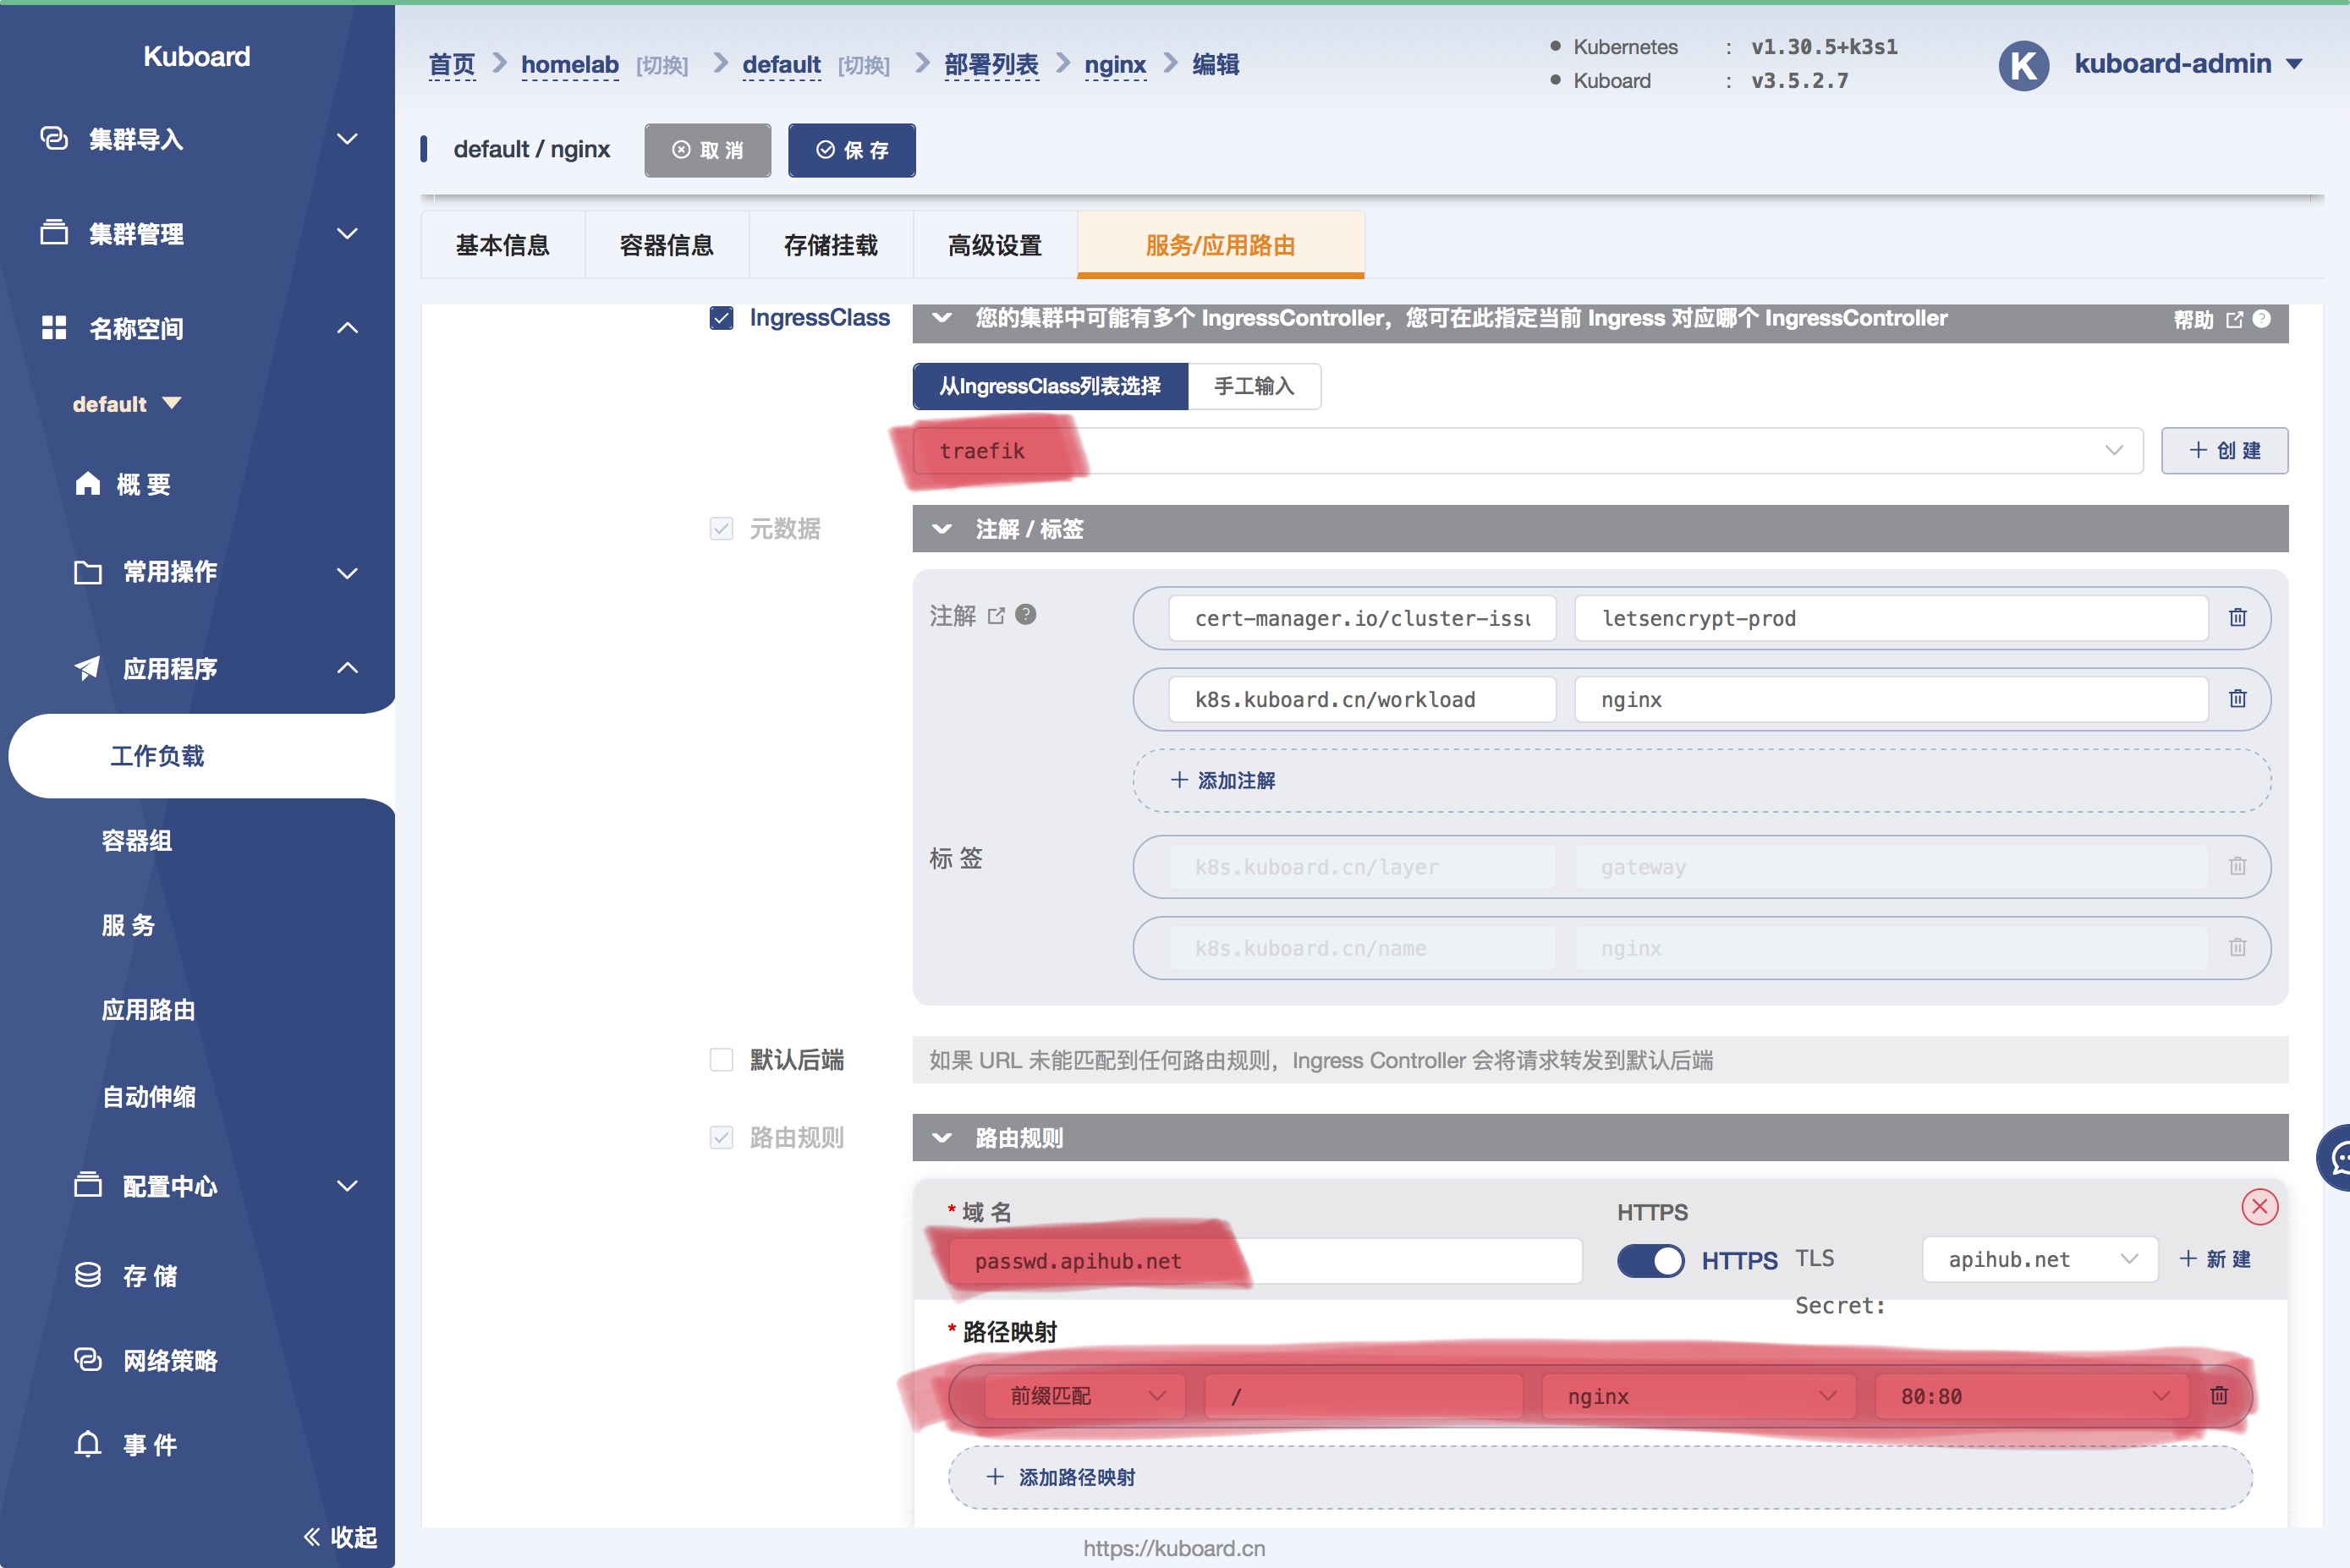 Kuboard
集群导入
集群管理
名称空间
default
概 要
常用操作
应用程序
工作负载
容器组
服 务
应用路由
自动伸缩
配置中心
存 储
网络策略
事 件
收起
首页 homelab [切换] default [切换] 部署列表 nginx 编辑
Kubernetes : v1.30.5+k3s1
Kuboard : v3.5.2.7
K kuboard-admin
default / nginx 取 消 保 存
基本信息 容器信息 存储挂载 高级设置 服务/应用路由
IngressClass 您的集群中可能有多个 IngressController，您可在此指定当前 Ingress 对应哪个 IngressController 帮助
从IngressClass列表选择 手工输入
traefik 创 建
元数据 注解 / 标签
注解 cert-manager.io/cluster-issu letsencrypt-prod
k8s.kuboard.cn/workload nginx
添加注解
标 签 k8s.kuboard.cn/layer gateway
k8s.kuboard.cn/name nginx
默认后端 如果 URL 未能匹配到任何路由规则，Ingress Controller 会将请求转发到默认后端
路由规则 路由规则
* 域 名 HTTPS
passwd.apihub.net HTTPS TLS apihub.net 新 建
Secret:
* 路径映射
前缀匹配 / nginx 80:80
添加路径映射
https://kuboard.cn